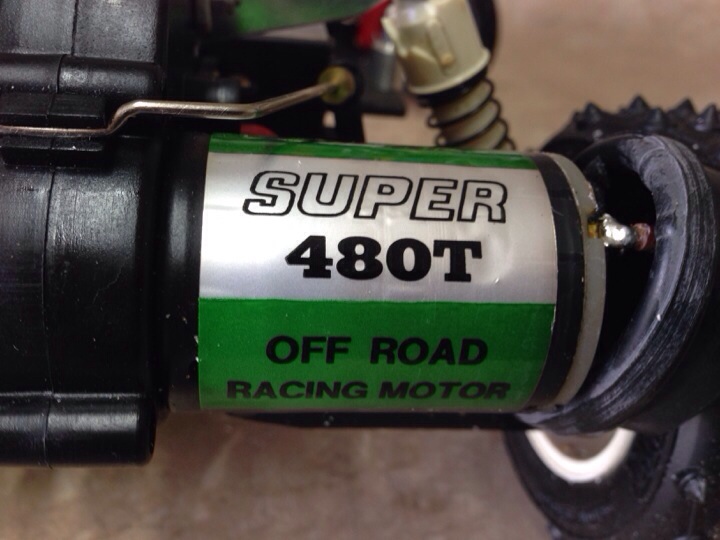 SUPER
480T
OFF ROAD
RACING MOTOR